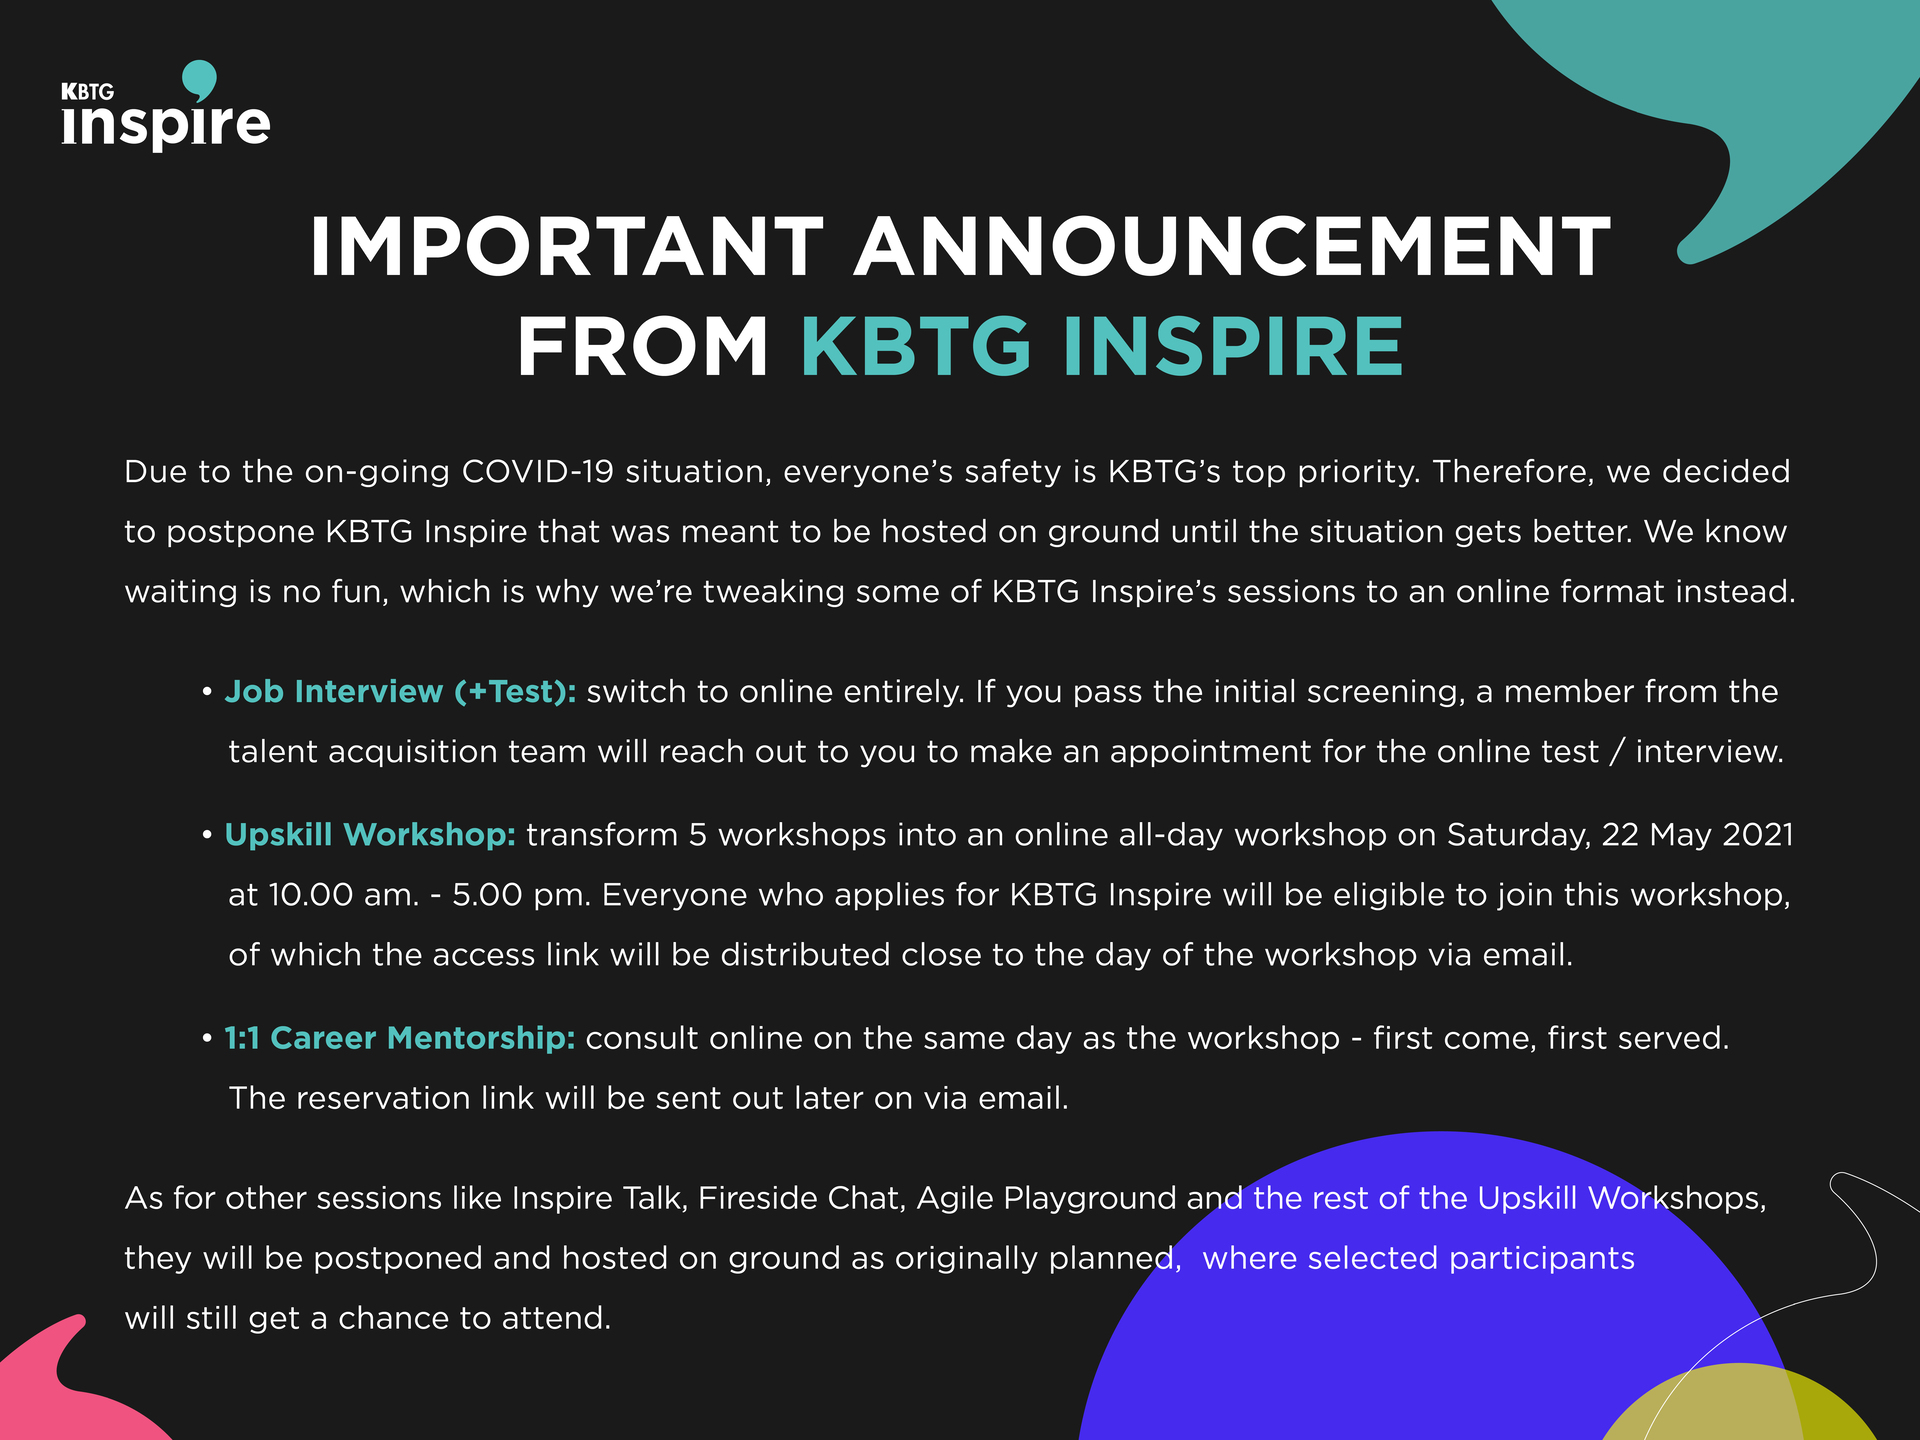 KBTG
inspire
IMPORTANT ANNOUNCEMENT
FROM KBTG INSPIRE
Due to the on-going COVID-19 situation, everyone’s safety is KBTG’s top priority. Therefore, we decided
to postpone KBTG Inspire that was meant to be hosted on ground until the situation gets better. We know
waiting is no fun, which is why we’re tweaking some of KBTG Inspire’s sessions to an online format instead.
• Job Interview (+Test): switch to online entirely. If you pass the initial screening, a member from the
talent acquisition team will reach out to you to make an appointment for the online test / interview.
• Upskill Workshop: transform 5 workshops into an online all-day workshop on Saturday, 22 May 2021
at 10.00 am. - 5.00 pm. Everyone who applies for KBTG Inspire will be eligible to join this workshop,
of which the access link will be distributed close to the day of the workshop via email.
• 1:1 Career Mentorship: consult online on the same day as the workshop - first come, first served.
The reservation link will be sent out later on via email.
As for other sessions like Inspire Talk, Fireside Chat, Agile Playground and the rest of the Upskill Workshops,
they will be postponed and hosted on ground as originally planned,  where selected participants
will still get a chance to attend.